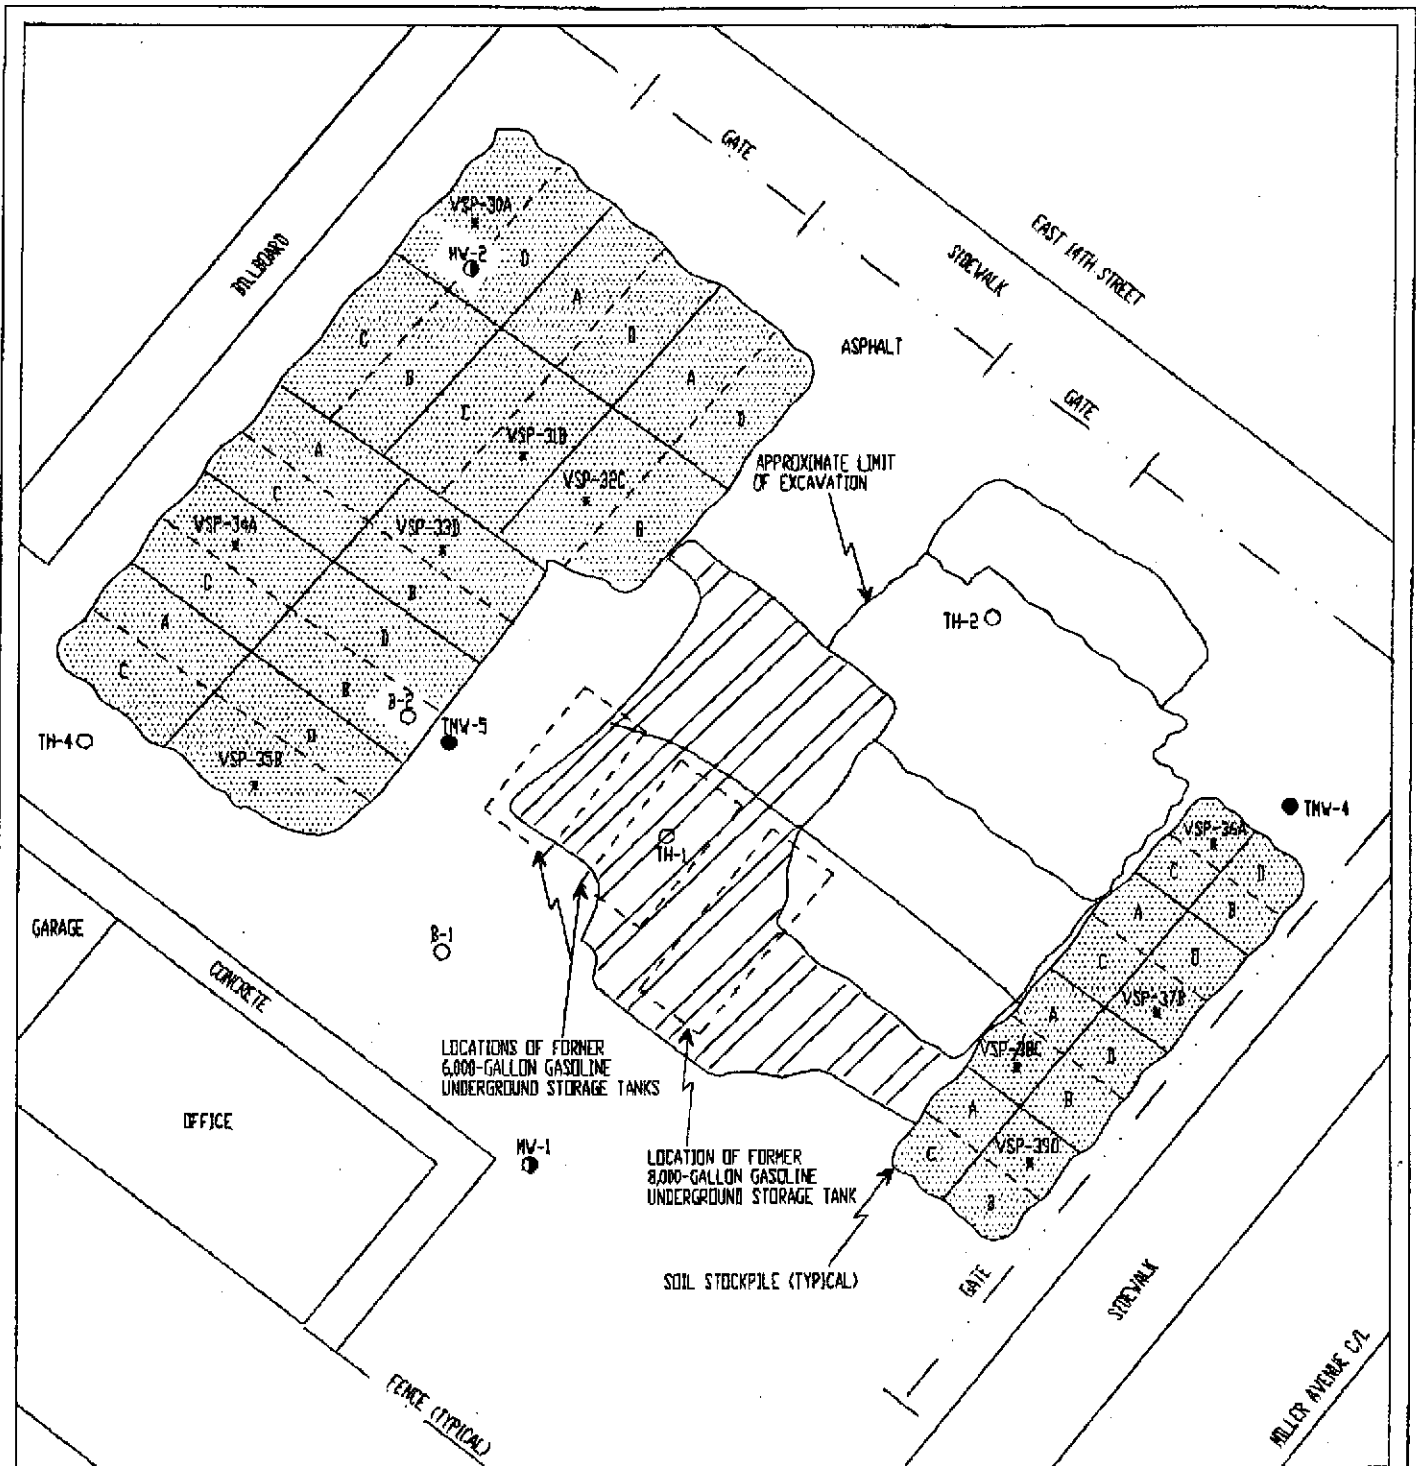 GATE
EAST 14TH STREET
SIDEWALK
BILLBOARD
VSP-30A
MW-2
D
A
D
C
B
C
A
D
ASPHALT
GATE
VSP-31B
VSP-32C
B
APPROXIMATE LIMIT
OF EXCAVATION
A
C
VSP-34A
VSP-33D
C
B
D
A
C
B
B-2
D
VSP-35B
TH-4
TMW-5
TH-2
TH-1
TMW-4
VSP-36A
C
D
A
B
C
D
VSP-37B
A
VSP-38C
D
A
B
C
VSP-39D
B
GARAGE
CONCRETE
B-1
OFFICE
LOCATIONS OF FORMER
6,000-GALLON GASOLINE
UNDERGROUND STORAGE TANKS
MW-1
LOCATION OF FORMER
8,000-GALLON GASOLINE
UNDERGROUND STORAGE TANK
SOIL STOCKPILE (TYPICAL)
GATE
SIDEWALK
FENCE (TYPICAL)
MILLER AVENUE C/L